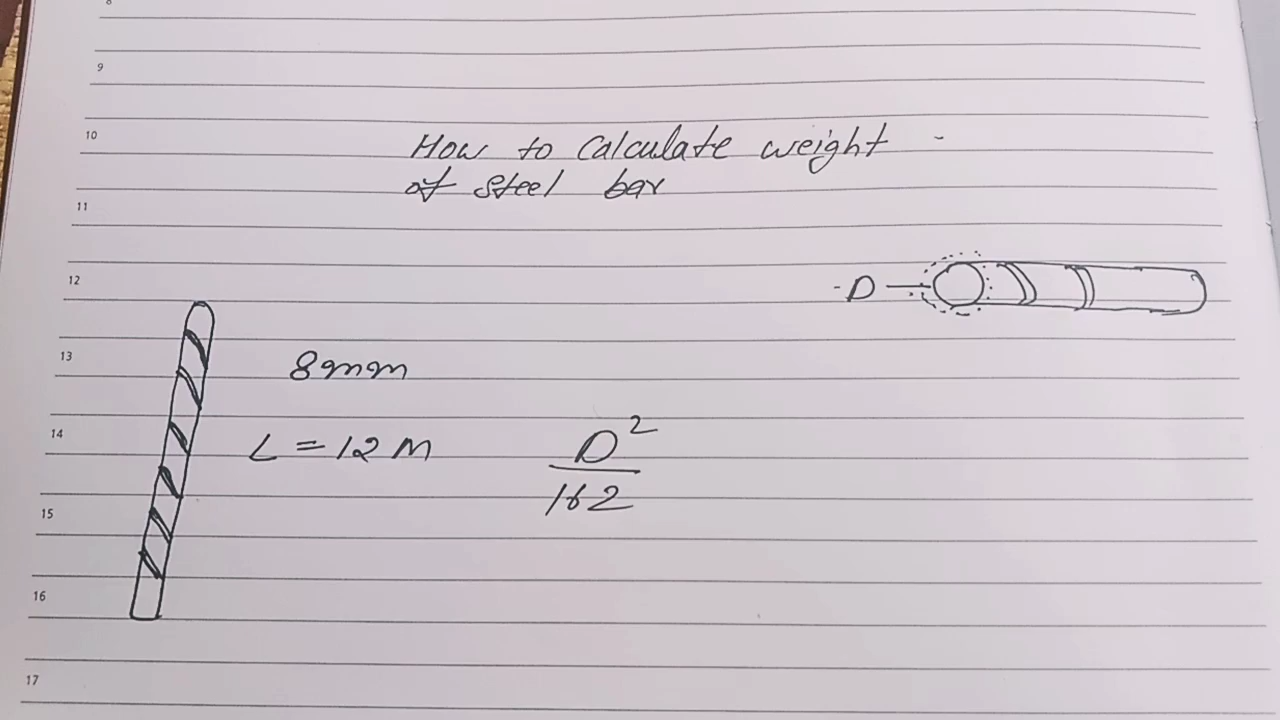 8
9
10
How to Calculate weight
of steel bar
11
12
D
13
8mm
14
L = 12 M
D²
162
15
16
17